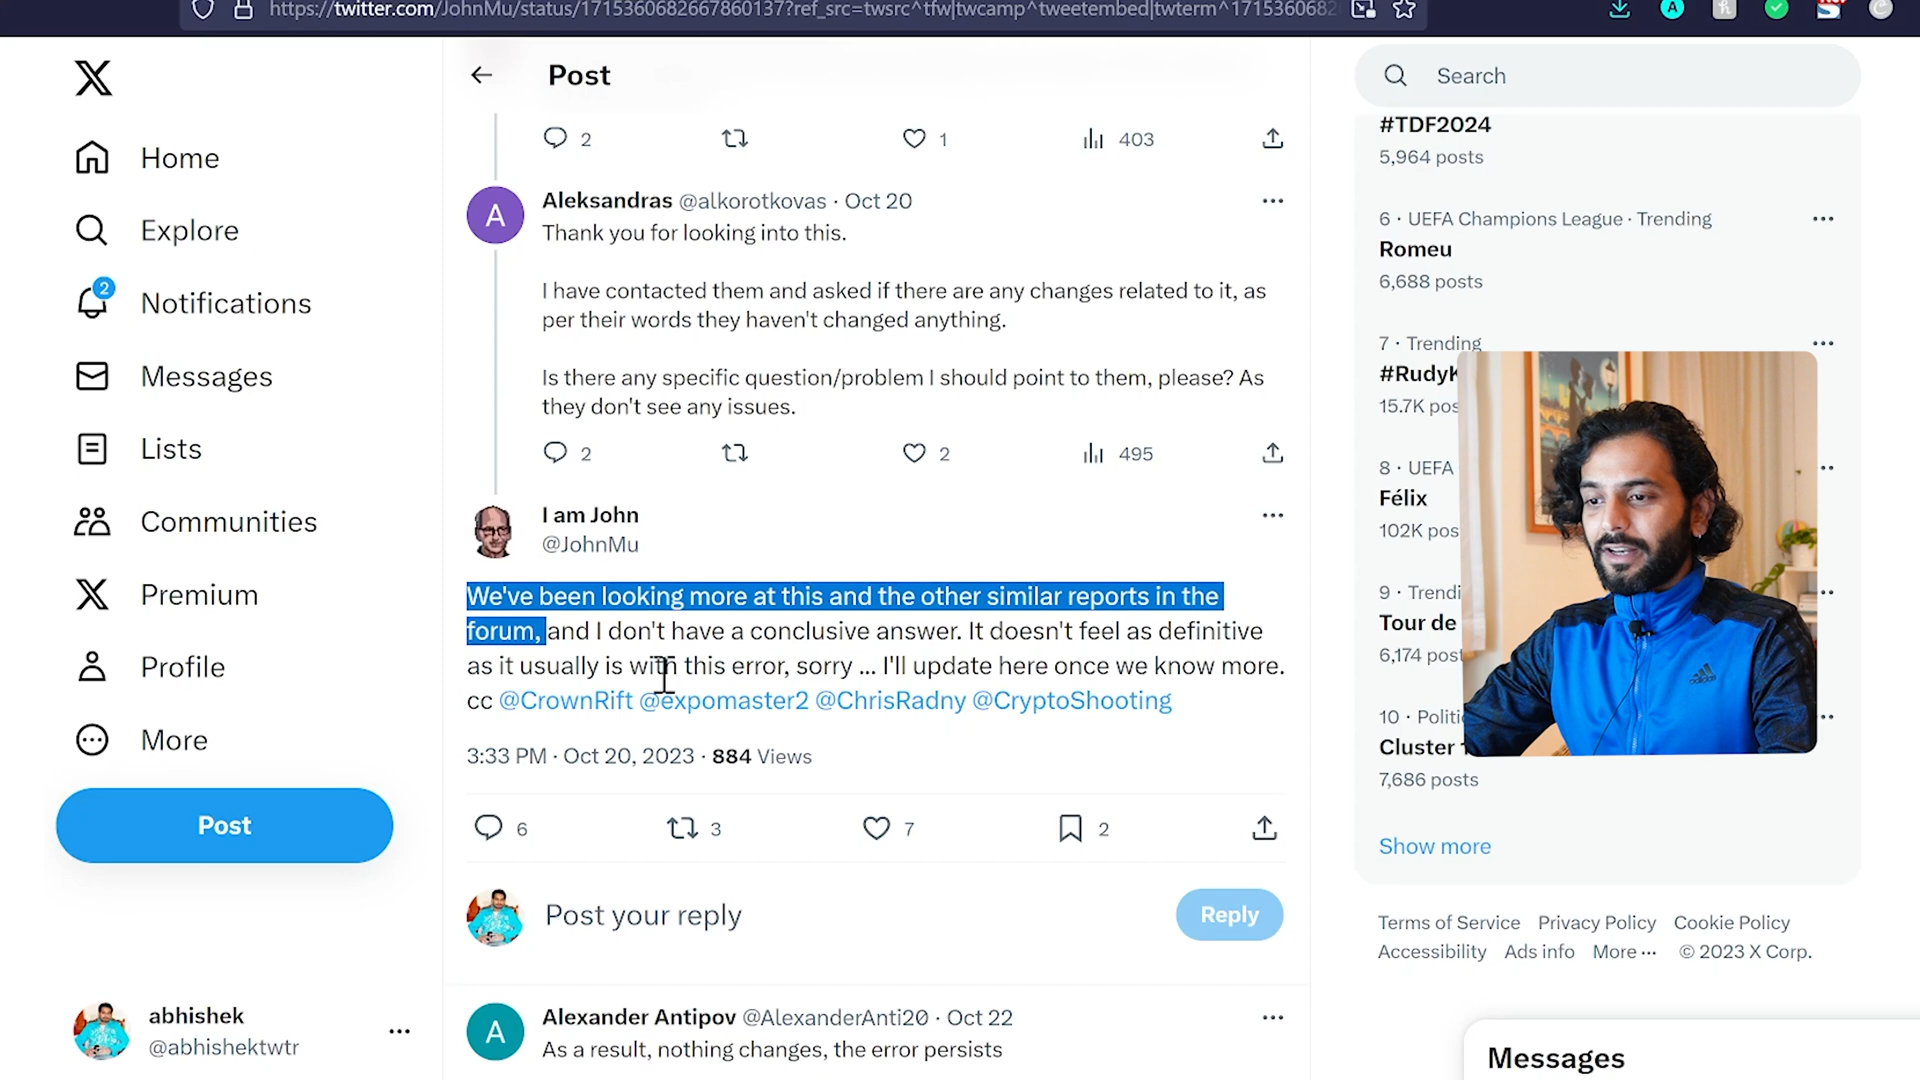 https://twitter.com/JohnMu/status/1715360682667860137?ref_src=twsrc^tfw|twcamp^tweetembed|twterm^171536068
Home
Explore
2
Notifications
Messages
Lists
Communities
Premium
Profile
More
Post
abhishek
@abhishektwtr
Post
2 1 403
A
Aleksandras @alkorotkovas · Oct 20
Thank you for looking into this.
I have contacted them and asked if there are any changes related to it, as
per their words they haven't changed anything.
Is there any specific question/problem I should point to them, please? As
they don't see any issues.
2 2 495
I am John
@JohnMu
We've been looking more at this and the other similar reports in the
forum, and I don't have a conclusive answer. It doesn't feel as definitive
as it usually is with this error, sorry ... I'll update here once we know more.
cc @CrownRift @expomaster2 @ChrisRadny @CryptoShooting
3:33 PM · Oct 20, 2023 · 884 Views
6 3 7 2
Post your reply
Reply
A
Alexander Antipov @AlexanderAnti20 · Oct 22
As a result, nothing changes, the error persists
Search
#TDF2024
5,964 posts
6 · UEFA Champions League · Trending
Romeu
6,688 posts
7 · Trending
#RudyK
15.7K pos
8 · UEFA
Félix
102K pos
9 · Trendi
Tour de
6,174 post
10 · Politi
Cluster
7,686 posts
Show more
Terms of Service Privacy Policy Cookie Policy
Accessibility Ads info More ··· © 2023 X Corp.
Messages